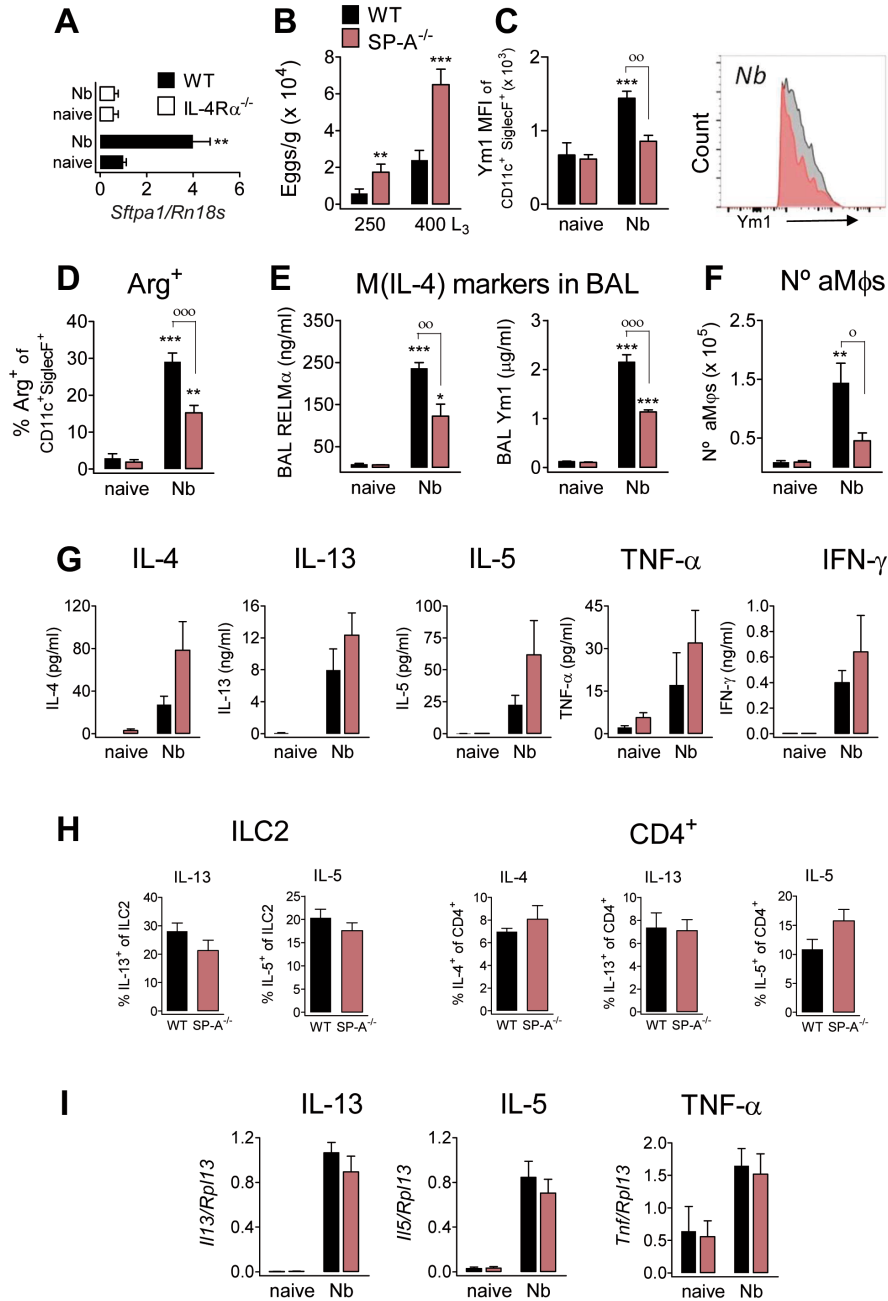 A
WT
IL-4Rα-/-
Nb
naive
Nb
naive
**
0 2 4 6
Sftpa1/Rn18s
B
WT
SP-A-/-
Eggs/g (x 10⁴)
8
6
4
2
0
**
***
250 400 L₃
C
Ym1 MFI of
CD11c⁺ SiglecF⁺ (x 10³)
2
1
0
oo
***
naive Nb
Nb
Count
Ym1
D
Arg⁺
% Arg⁺ of
CD11c⁺SiglecF⁺
40
30
20
10
0
ooo
***
**
naive Nb
E
M(IL-4) markers in BAL
BAL RELMα (ng/ml)
350
250
150
50
oo
***
*
naive Nb
BAL Ym1 (μg/ml)
3
2
1
0
ooo
***
***
naive Nb
F
Nº aMϕs
Nº aMφs (x 10⁵)
2.5
1.5
0.5
o
**
naive Nb
G
IL-4
IL-4 (pg/ml)
120
80
40
0
naive Nb
IL-13
IL-13 (ng/ml)
16
12
8
4
0
naive Nb
IL-5
IL-5 (pg/ml)
100
75
50
25
0
naive Nb
TNF-α
TNF-α (pg/ml)
45
30
15
0
naive Nb
IFN-γ
IFN-γ (ng/ml)
1.0
0.8
0.6
0.4
0.2
0.0
naive Nb
H
ILC2
IL-13
% IL-13⁺ of ILC2
40
30
20
10
0
WT SP-A-/-
IL-5
% IL-5⁺ of ILC2
25
20
15
10
5
0
WT SP-A-/-
CD4⁺
IL-4
% IL-4⁺ of CD4⁺
10
8
6
4
2
0
WT SP-A-/-
IL-13
% IL-13⁺ of CD4⁺
10
8
6
4
2
0
WT SP-A-/-
IL-5
% IL-5⁺ of CD4⁺
20
15
10
5
0
WT SP-A-/-
I
IL-13
Il13/Rpl13
1.2
0.8
0.4
0.0
naive Nb
IL-5
Il5/Rpl13
1.2
0.8
0.4
0.0
naive Nb
TNF-α
Tnf/Rpl13
2.0
1.5
1.0
0.5
0.0
naive Nb